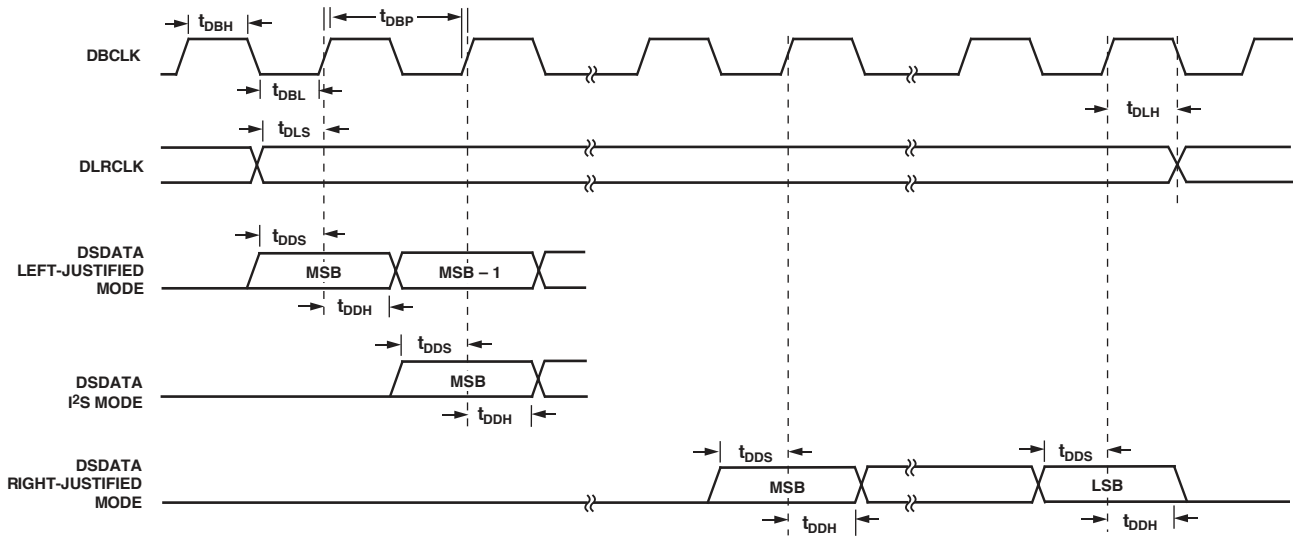 tDBH
tDBP
DBCLK
tDBL
tDLH
tDLS
DLRCLK
tDDS
DSDATA
LEFT-JUSTIFIED
MODE
MSB
MSB – 1
tDDH
tDDS
DSDATA
I²S MODE
MSB
tDDH
DSDATA
RIGHT-JUSTIFIED
MODE
tDDS
tDDS
MSB
LSB
tDDH
tDDH